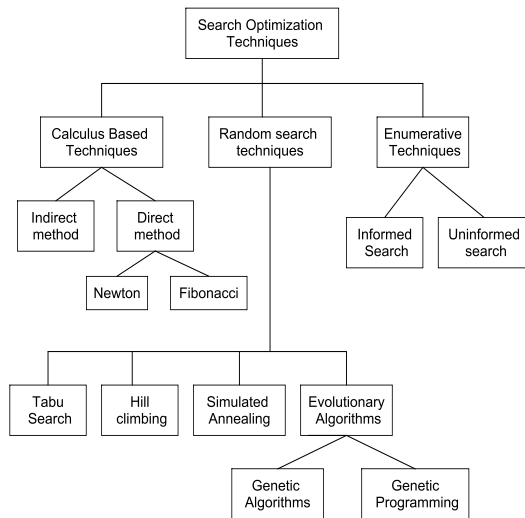 Search Optimization
Techniques
Calculus Based
Techniques
Random search
techniques
Enumerative
Techniques
Indirect
method
Direct
method
Informed
Search
Uninformed
search
Newton
Fibonacci
Tabu
Search
Hill
climbing
Simulated
Annealing
Evolutionary
Algorithms
Genetic
Algorithms
Genetic
Programming